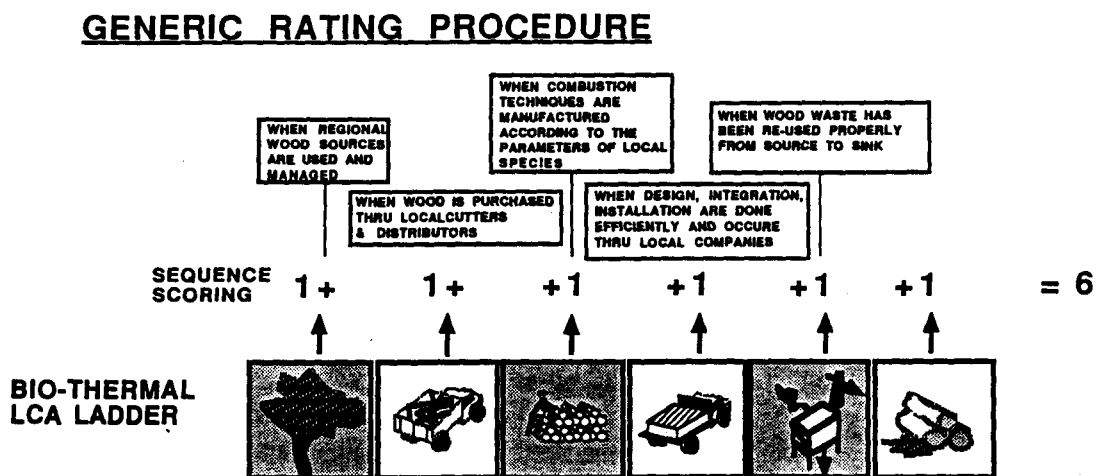 GENERIC RATING PROCEDURE
WHEN REGIONAL
WOOD SOURCES
ARE USED AND
MANAGED
WHEN WOOD IS PURCHASED
THRU LOCALCUTTERS
& DISTRIBUTORS
WHEN COMBUSTION
TECHNIQUES ARE
MANUFACTURED
ACCORDING TO THE
PARAMETERS OF LOCAL
SPECIES
WHEN DESIGN, INTEGRATION,
INSTALLATION ARE DONE
EFFICIENTLY AND OCCURE
THRU LOCAL COMPANIES
WHEN WOOD WASTE HAS
BEEN RE-USED PROPERLY
FROM SOURCE TO SINK
SEQUENCE
SCORING
1+ 1+ +1 +1 +1 +1 = 6
BIO-THERMAL
LCA LADDER